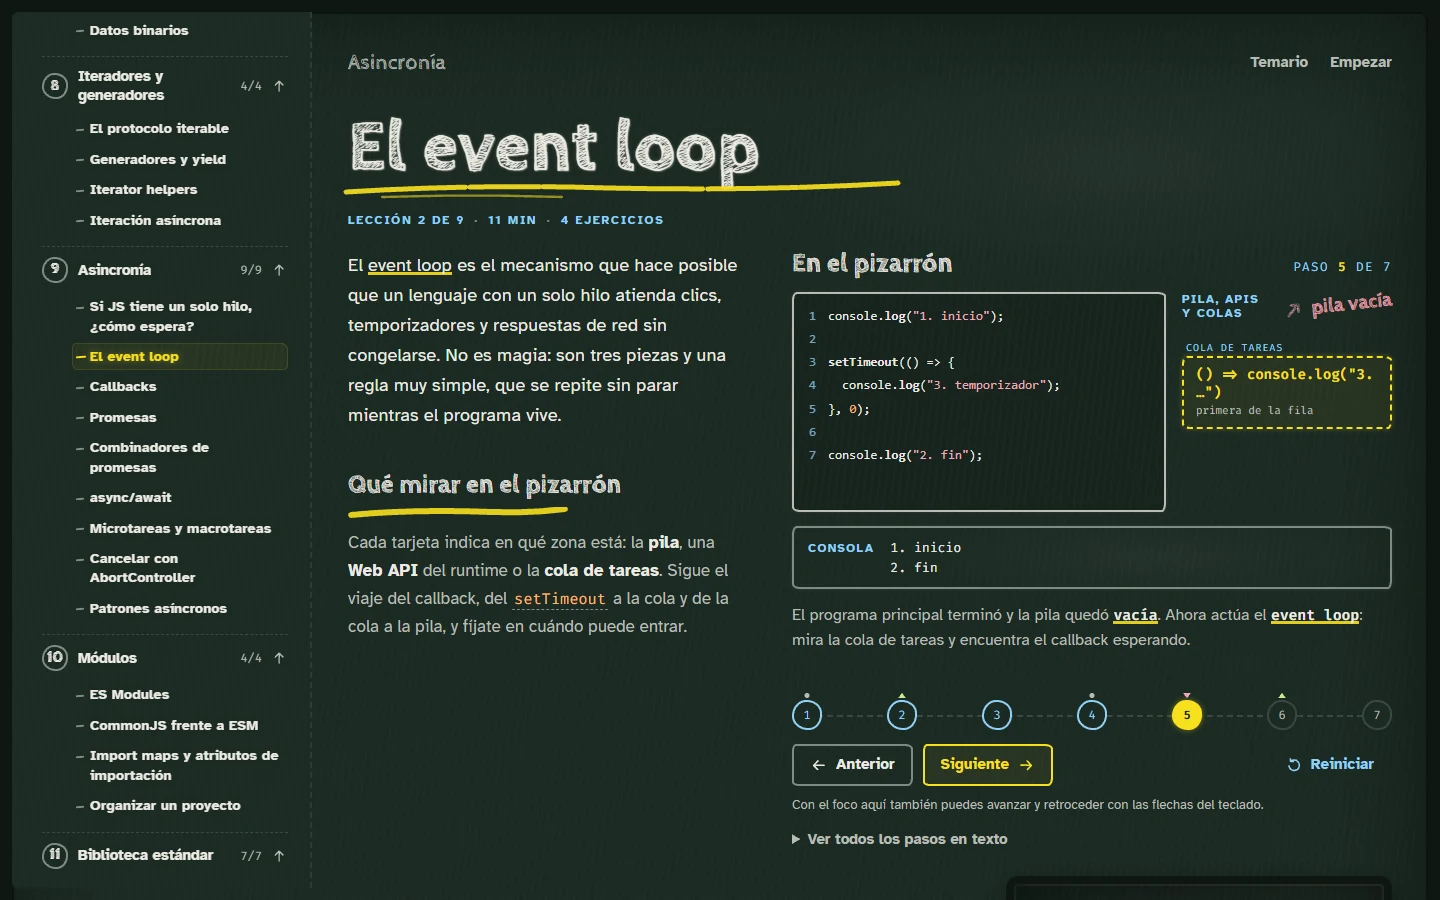 Datos binarios
8 Iteradores y generadores 4/4 ↑
El protocolo iterable
Generadores y yield
Iterator helpers
Iteración asíncrona
9 Asincronía 9/9 ↑
Si JS tiene un solo hilo,
¿cómo espera?
El event loop
Callbacks
Promesas
Combinadores de
promesas
async/await
Microtareas y macrotareas
Cancelar con
AbortController
Patrones asíncronos
10 Módulos 4/4 ↑
ES Modules
CommonJS frente a ESM
Import maps y atributos de
importación
Organizar un proyecto
11 Biblioteca estándar 7/7 ↑
Asincronía
Temario Empezar
El event loop
LECCIÓN 2 DE 9 · 11 MIN · 4 EJERCICIOS
El event loop es el mecanismo que hace posible
que un lenguaje con un solo hilo atienda clics,
temporizadores y respuestas de red sin
congelarse. No es magia: son tres piezas y una
regla muy simple, que se repite sin parar
mientras el programa vive.
Qué mirar en el pizarrón
Cada tarjeta indica en qué zona está: la pila, una
Web API del runtime o la cola de tareas. Sigue el
viaje del callback, del setTimeout a la cola y de la
cola a la pila, y fíjate en cuándo puede entrar.
En el pizarrón
PASO 5 DE 7
1 console.log("1. inicio");
2
3 setTimeout(() => {
4 console.log("3. temporizador");
5 }, 0);
6
7 console.log("2. fin");
PILA, APIS
Y COLAS
↗ pila vacía
COLA DE TAREAS
() => console.log("3.
…")
primera de la fila
CONSOLA 1. inicio
2. fin
El programa principal terminó y la pila quedó vacía. Ahora actúa el event loop:
mira la cola de tareas y encuentra el callback esperando.
1 2 3 4 5 6 7
← Anterior
Siguiente →
Reiniciar
Con el foco aquí también puedes avanzar y retroceder con las flechas del teclado.
▶ Ver todos los pasos en texto